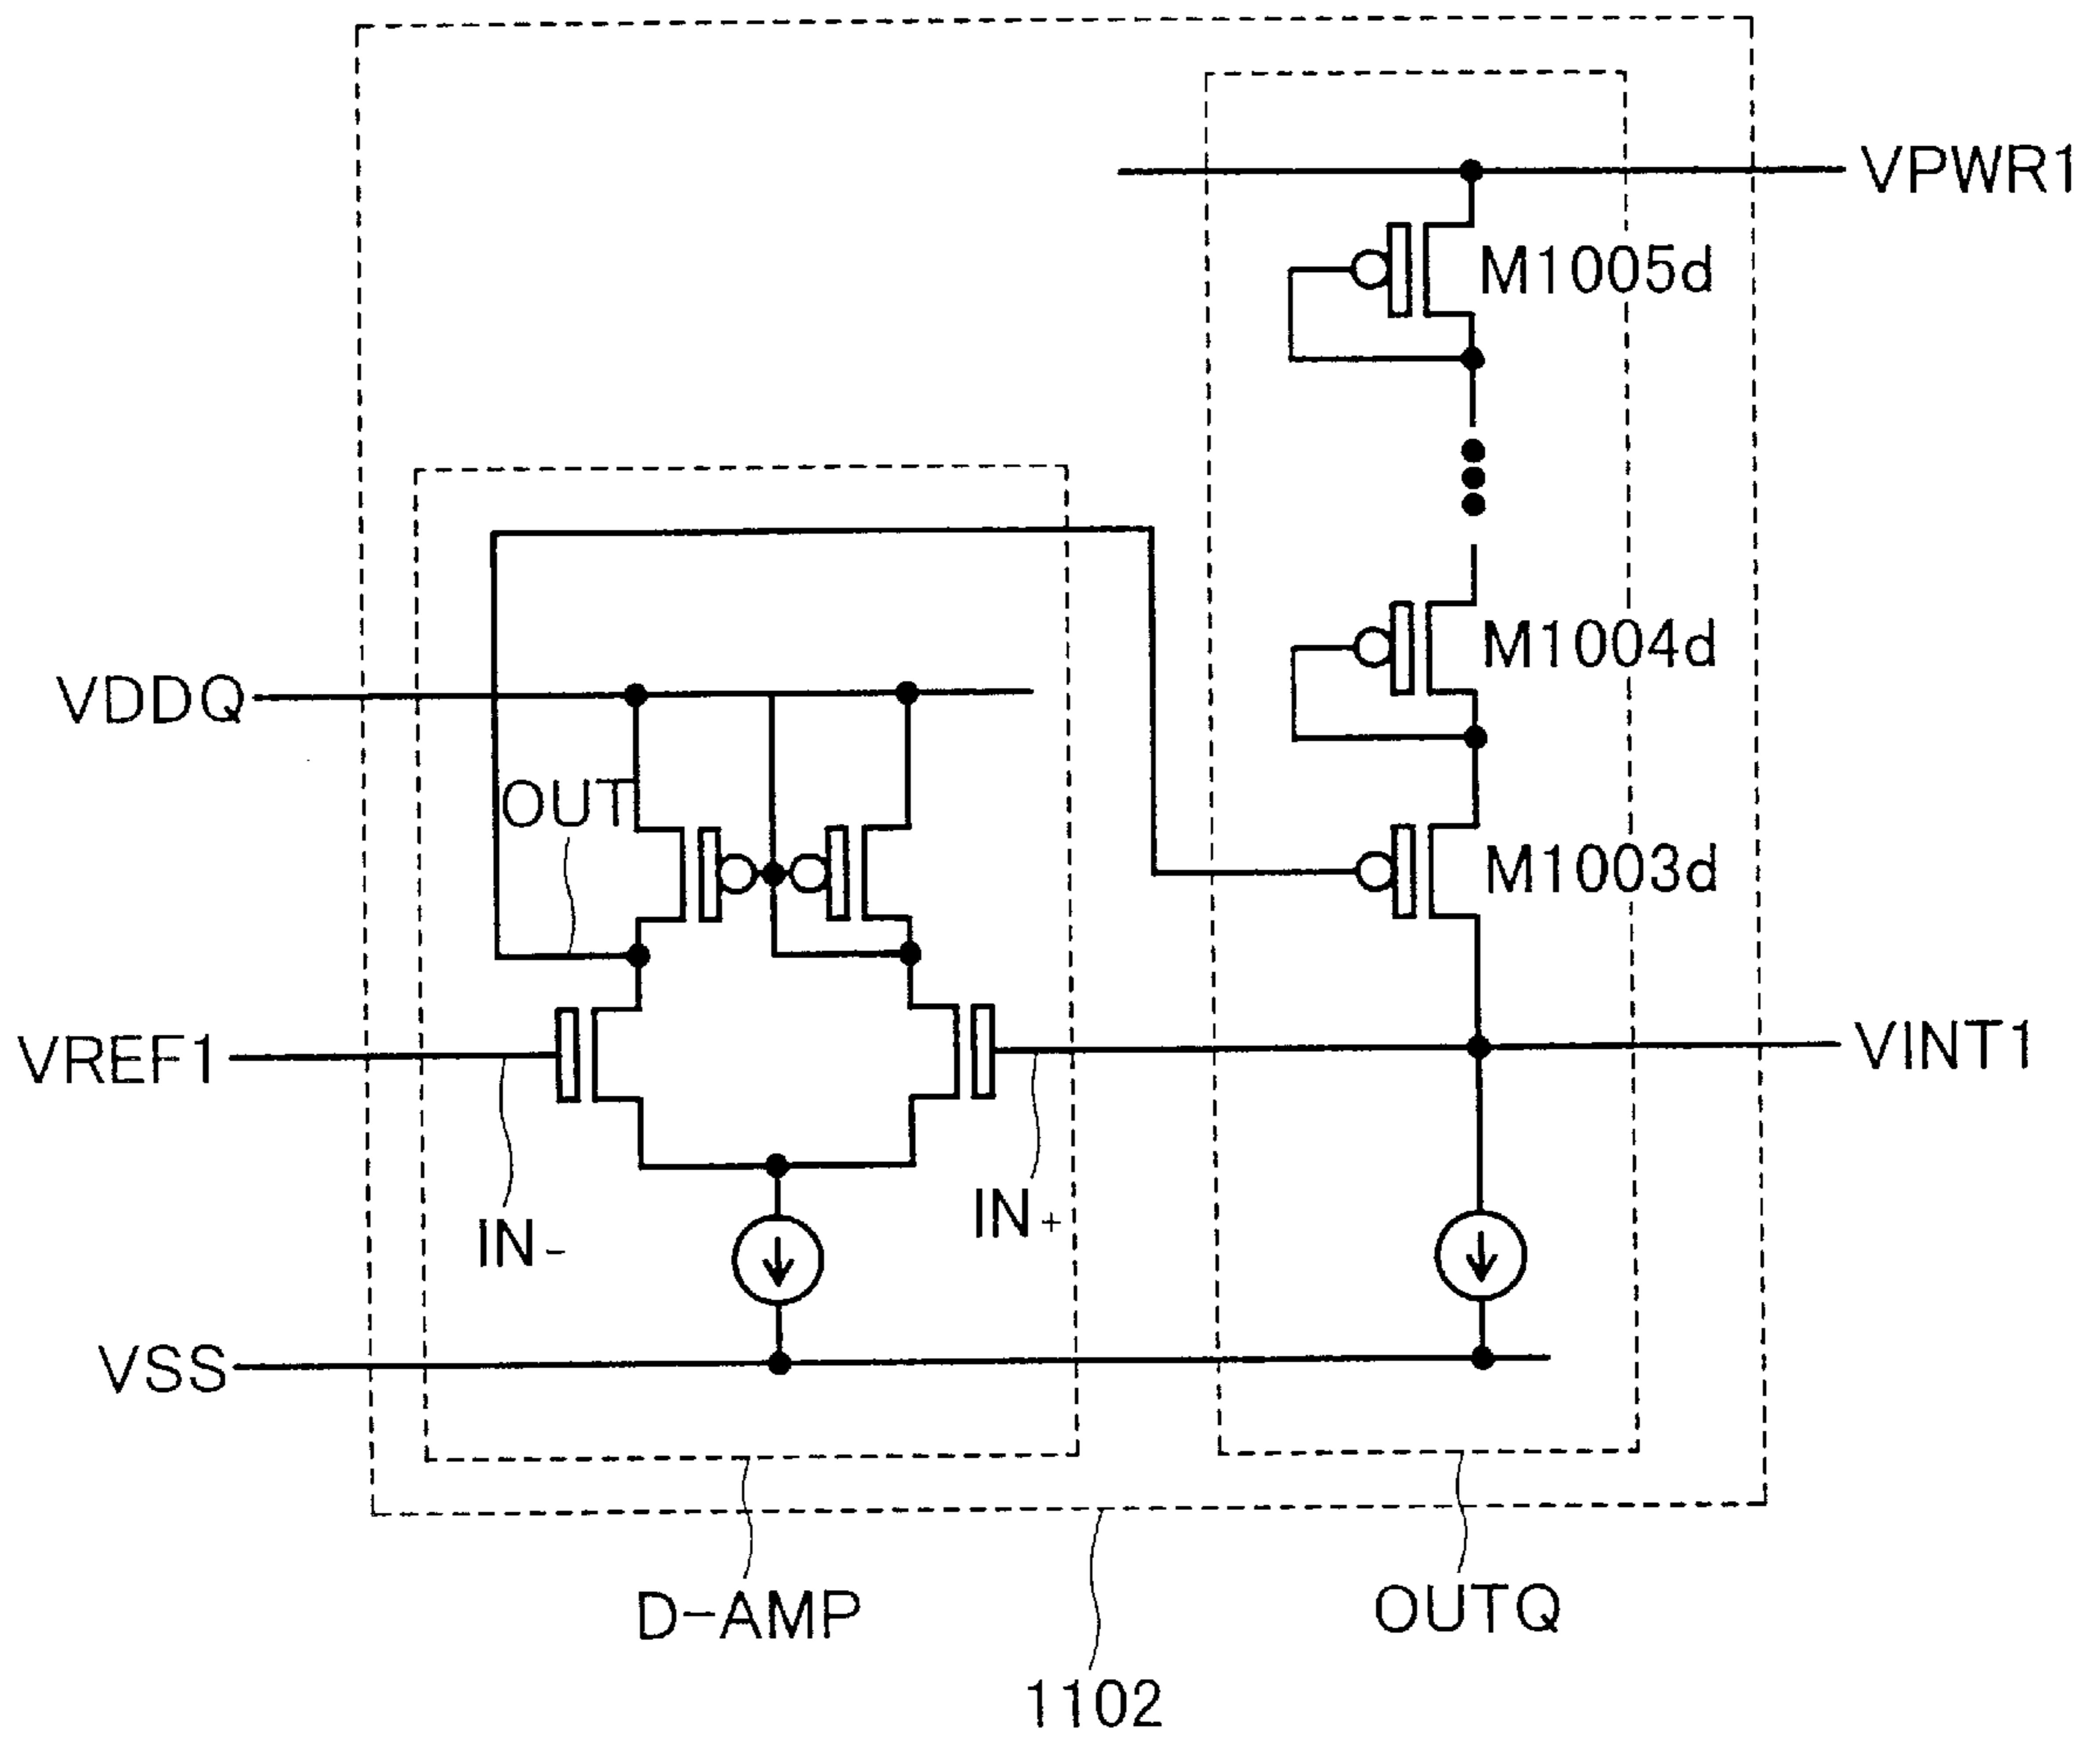 VPWR1
M1005d
M1004d
VDDQ
OUT
M1003d
VREF1
VINT1
IN-
IN+
VSS
D-AMP
OUTQ
1102